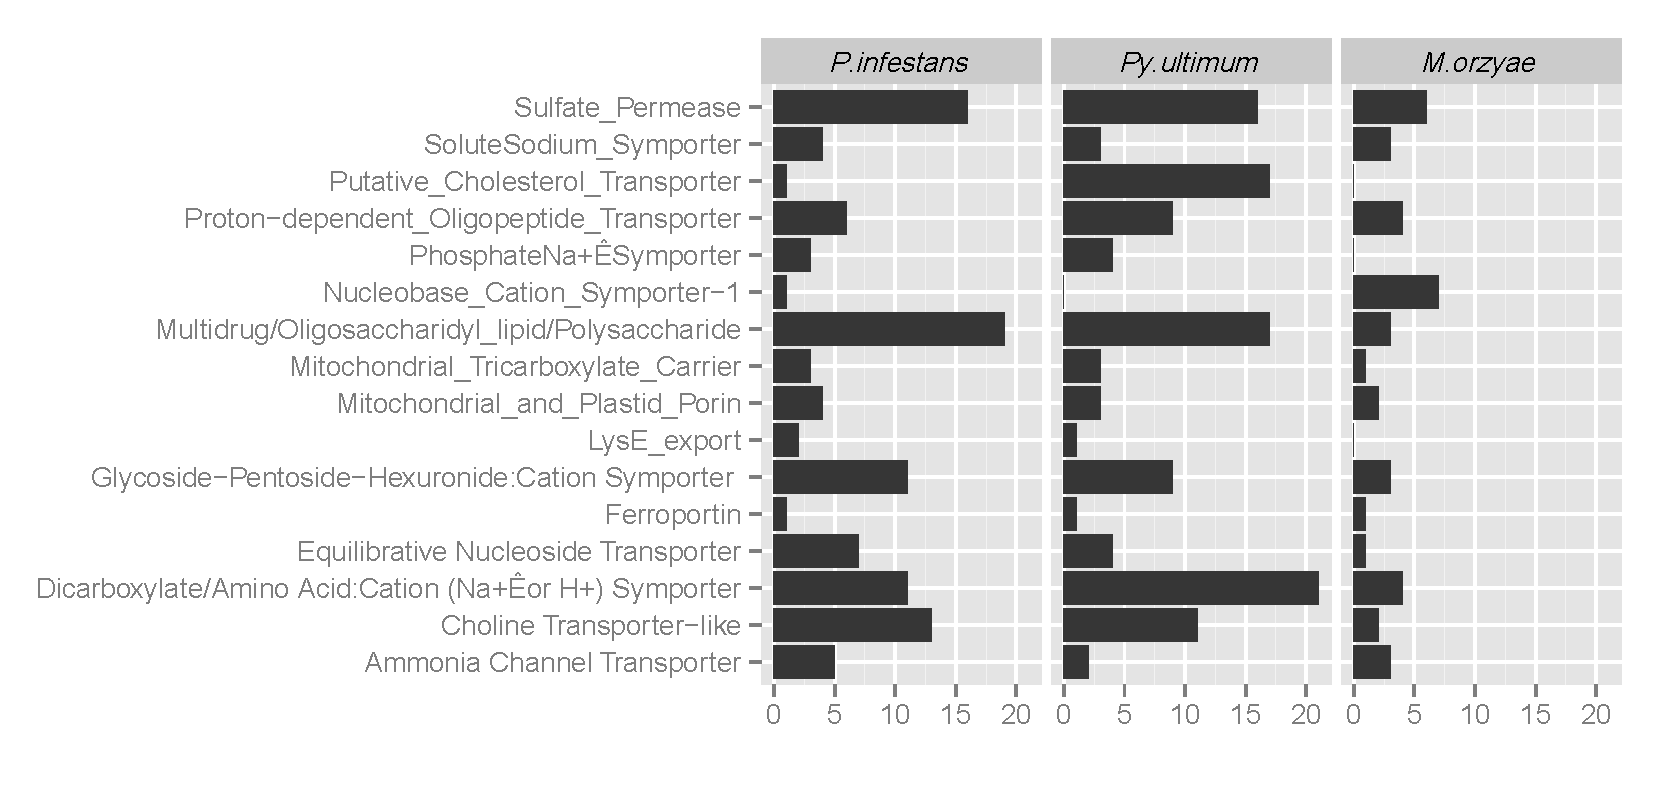 P.infestans Py.ultimum M.orzyae
Sulfate_Permease
SoluteSodium_Symporter
Putative_Cholesterol_Transporter
Proton−dependent_Oligopeptide_Transporter
PhosphateNa+ÊSymporter
Nucleobase_Cation_Symporter−1
Multidrug/Oligosaccharidyl_lipid/Polysaccharide
Mitochondrial_Tricarboxylate_Carrier
Mitochondrial_and_Plastid_Porin
LysE_export
Glycoside−Pentoside−Hexuronide:Cation Symporter
Ferroportin
Equilibrative Nucleoside Transporter
Dicarboxylate/Amino Acid:Cation (Na+Êor H+) Symporter
Choline Transporter−like
Ammonia Channel Transporter
0 5 10 15 20 0 5 10 15 20 0 5 10 15 20